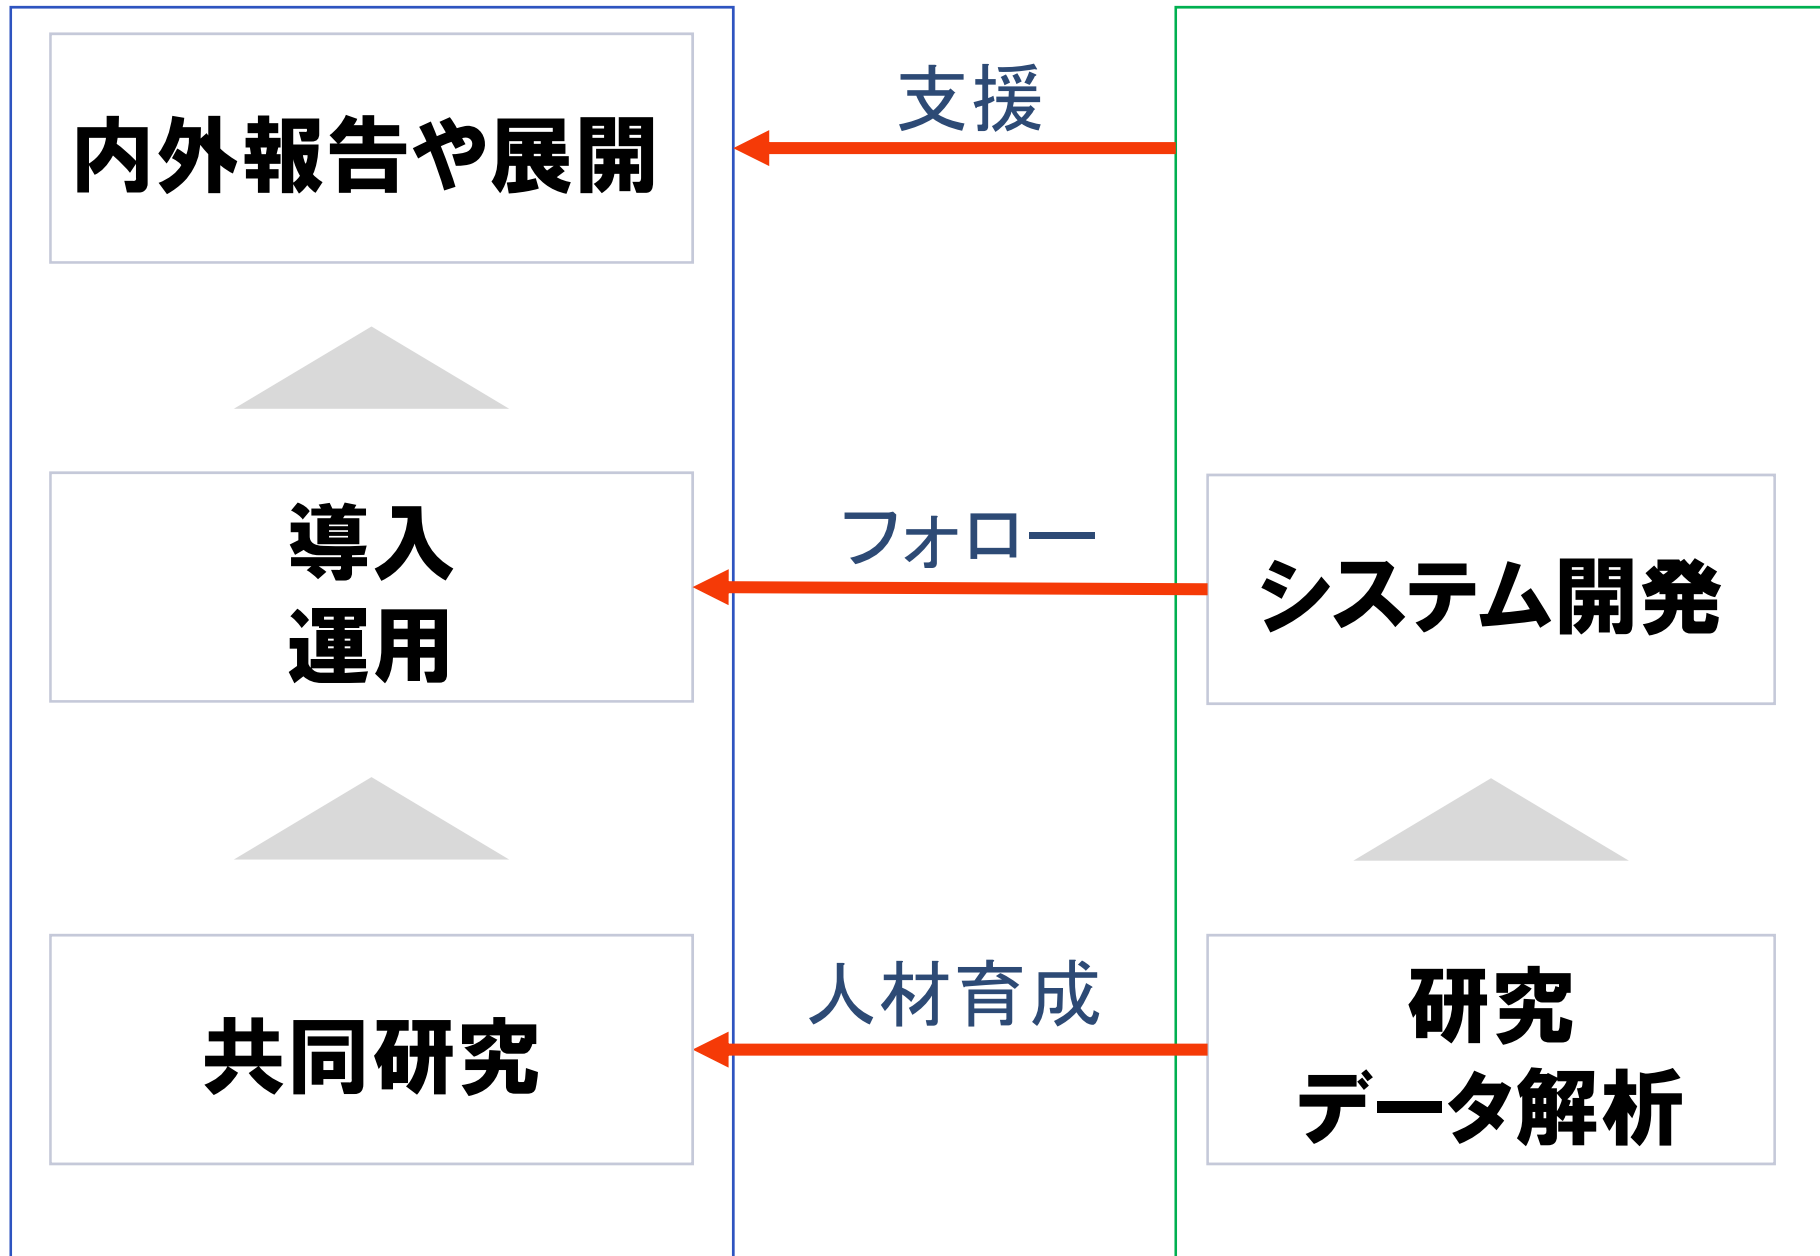 内外報告や展開
支援
導入
運用
フォロー
システム開発
共同研究
人材育成
研究
データ解析